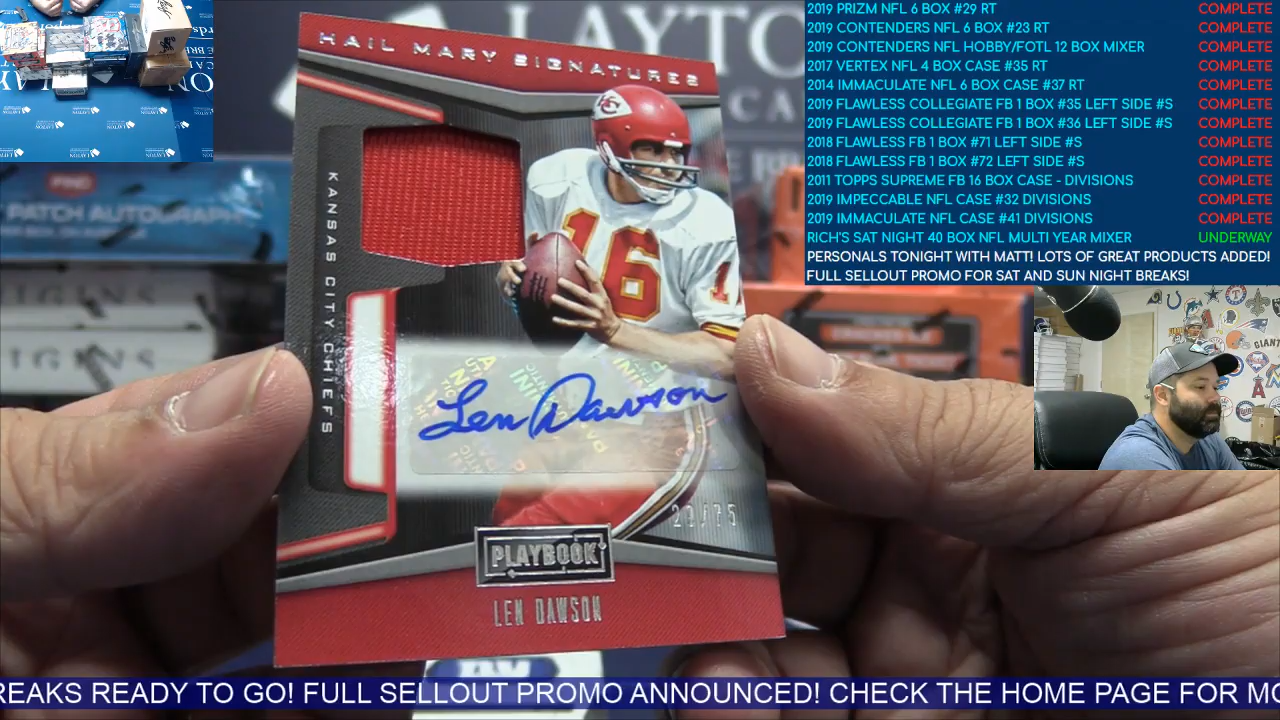 2019 PRIZM NFL 6 BOX #29 RT COMPLETE
2019 CONTENDERS NFL 6 BOX #23 RT COMPLETE
2019 CONTENDERS NFL HOBBY/FOTL 12 BOX MIXER COMPLETE
2017 VERTEX NFL 4 BOX CASE #35 RT COMPLETE
2014 IMMACULATE NFL 6 BOX CASE #37 RT COMPLETE
2019 FLAWLESS COLLEGIATE FB 1 BOX #35 LEFT SIDE #S COMPLETE
2019 FLAWLESS COLLEGIATE FB 1 BOX #36 LEFT SIDE #S COMPLETE
2018 FLAWLESS FB 1 BOX #71 LEFT SIDE #S COMPLETE
2018 FLAWLESS FB 1 BOX #72 LEFT SIDE #S COMPLETE
2011 TOPPS SUPREME FB 16 BOX CASE - DIVISIONS COMPLETE
2019 IMPECCABLE NFL CASE #32 DIVISIONS COMPLETE
2019 IMMACULATE NFL CASE #41 DIVISIONS COMPLETE
RICH'S SAT NIGHT 40 BOX NFL MULTI YEAR MIXER UNDERWAY
PERSONALS TONIGHT WITH MATT! LOTS OF GREAT PRODUCTS ADDED!
FULL SELLOUT PROMO FOR SAT AND SUN NIGHT BREAKS!
LAYTON
HAIL MARY SIGNATURES
KANSAS CITY CHIEFS
KC
16
1
PATCH AUTOGRAPH
Len Dawson
PLAYBOOK
LEN DAWSON
GIANTS
REAKS READY TO GO! FULL SELLOUT PROMO ANNOUNCED! CHECK THE HOME PAGE FOR MO